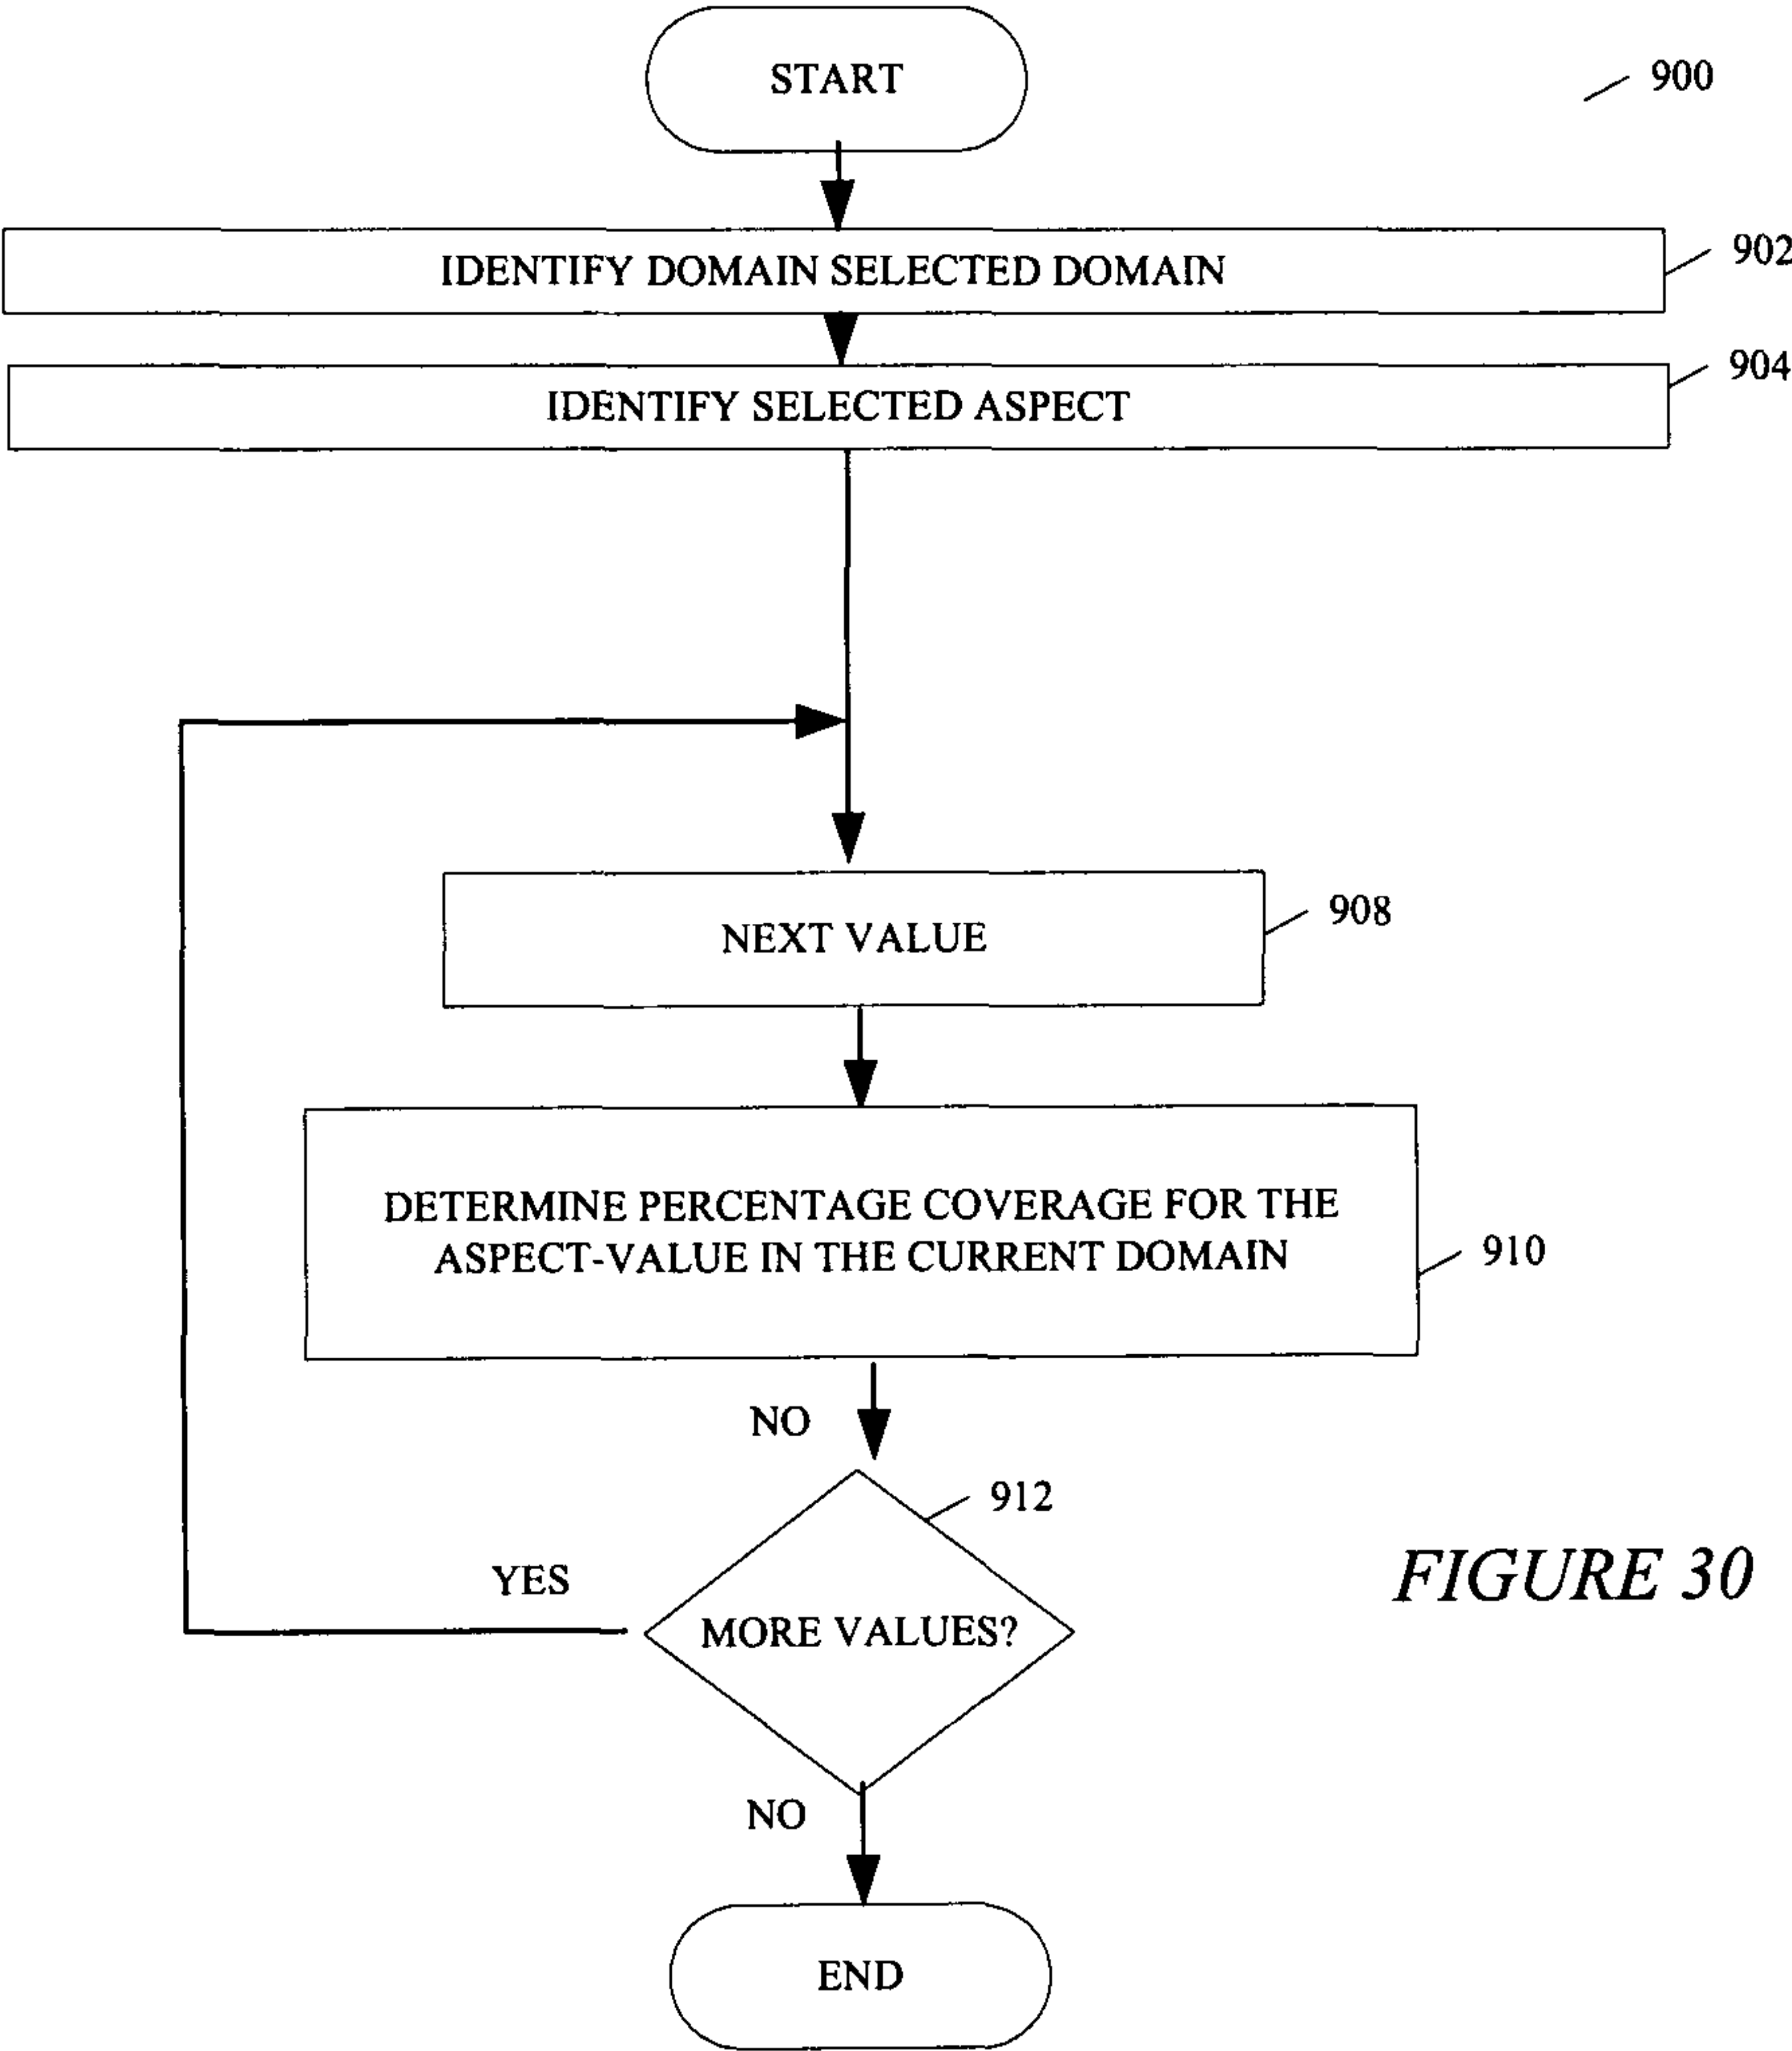 START
900
IDENTIFY DOMAIN SELECTED DOMAIN
902
IDENTIFY SELECTED ASPECT
904
NEXT VALUE
908
DETERMINE PERCENTAGE COVERAGE FOR THE
ASPECT-VALUE IN THE CURRENT DOMAIN
910
NO
912
YES
MORE VALUES?
FIGURE 30
NO
END